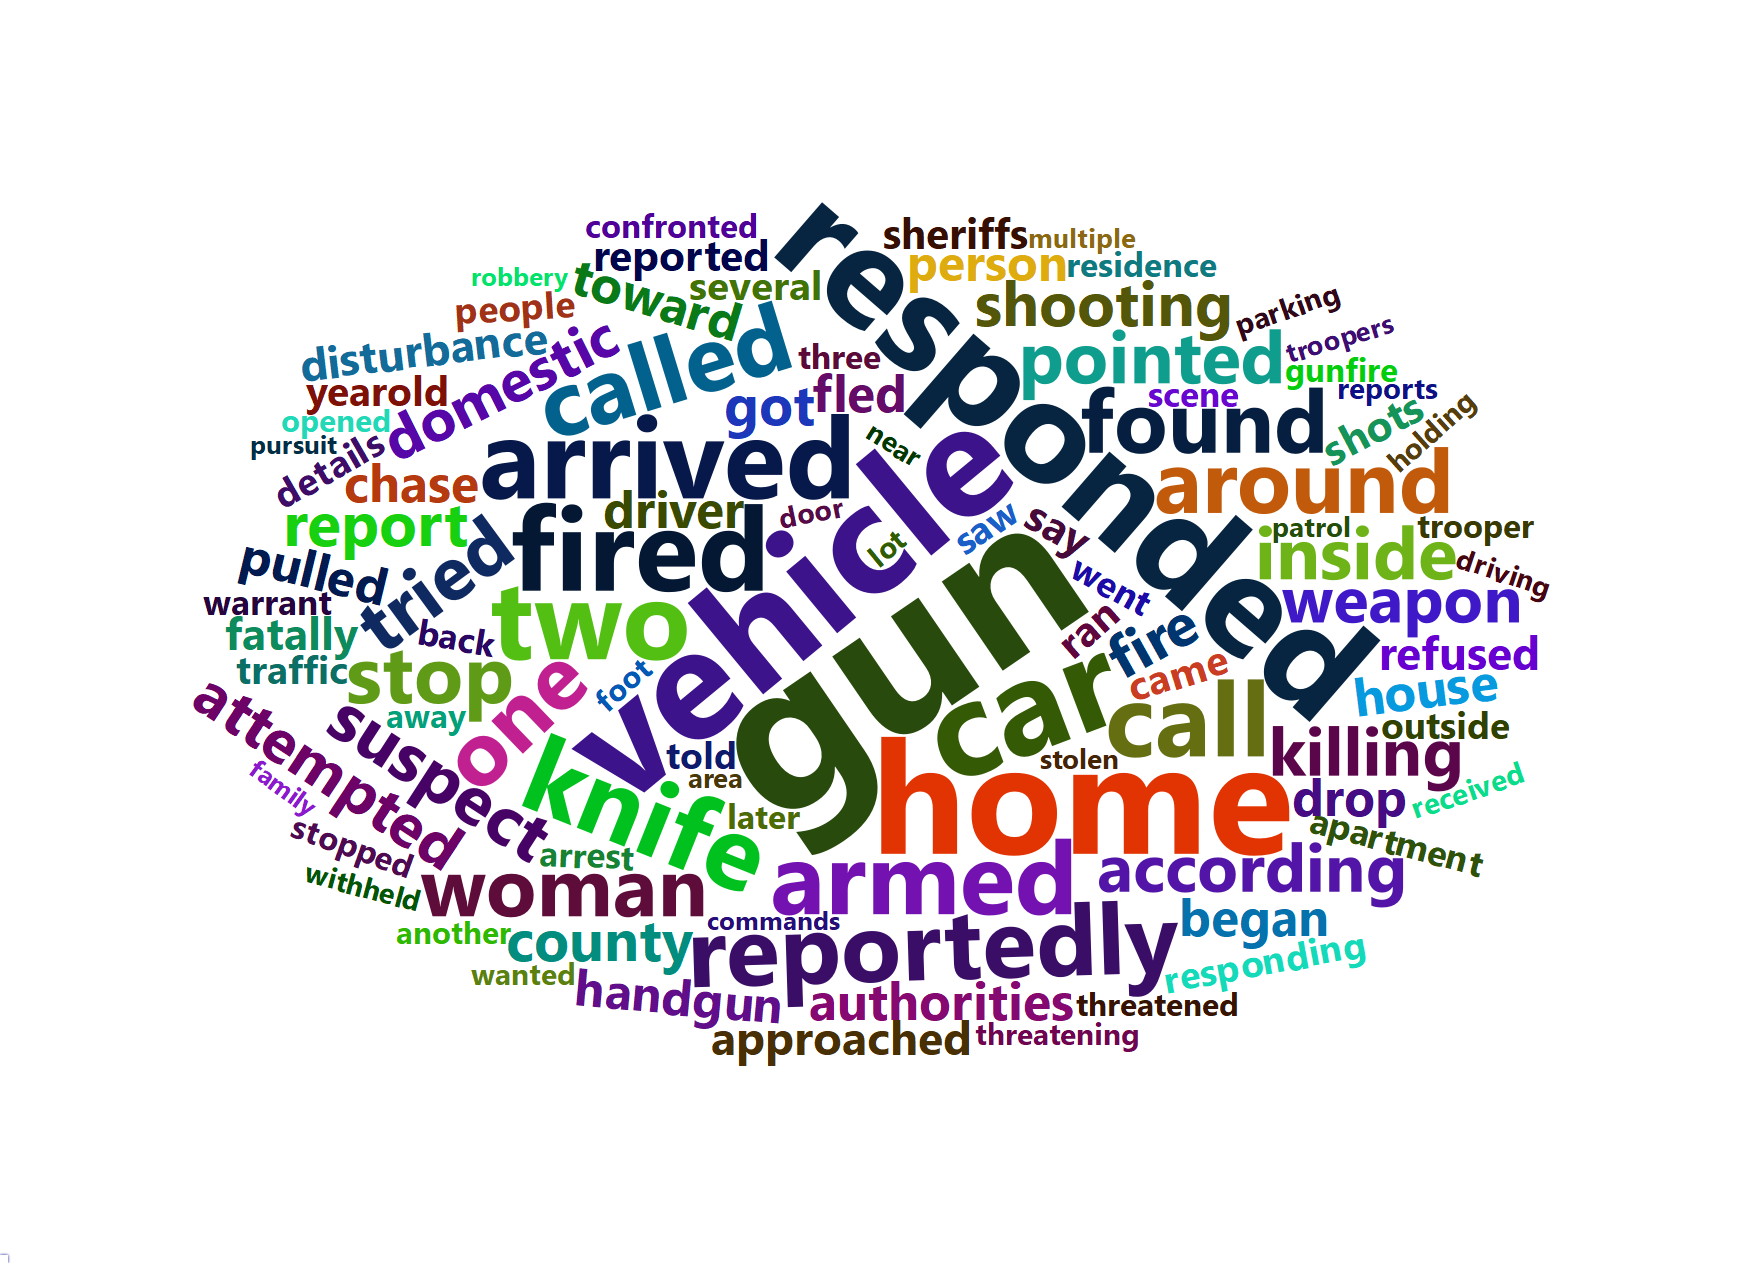 confronted
responded
sheriffs
multiple
reported
person
residence
robbery
toward
several
people
shooting
parking
disturbance
called
three
pointed
troopers
domestic
gunfire
yearold
got
fled
scene
reports
opened
found
shots
holding
pursuit
details
arrived
near
around
chase
vehicle
report
driver
door
saw
say
patrol
trooper
pulled
tried
fired
lot
gun
inside
driving
warrant
two
went
weapon
fatally
back
ran
fire
refused
traffic
stop
one
foot
car
came
house
attempted
away
call
outside
suspect
knife
told
home
stolen
killing
family
area
drop
received
stopped
later
apartment
arrest
withheld
woman
armed
according
another
county
commands
reportedly
began
wanted
responding
handgun
authorities
threatened
approached
threatening